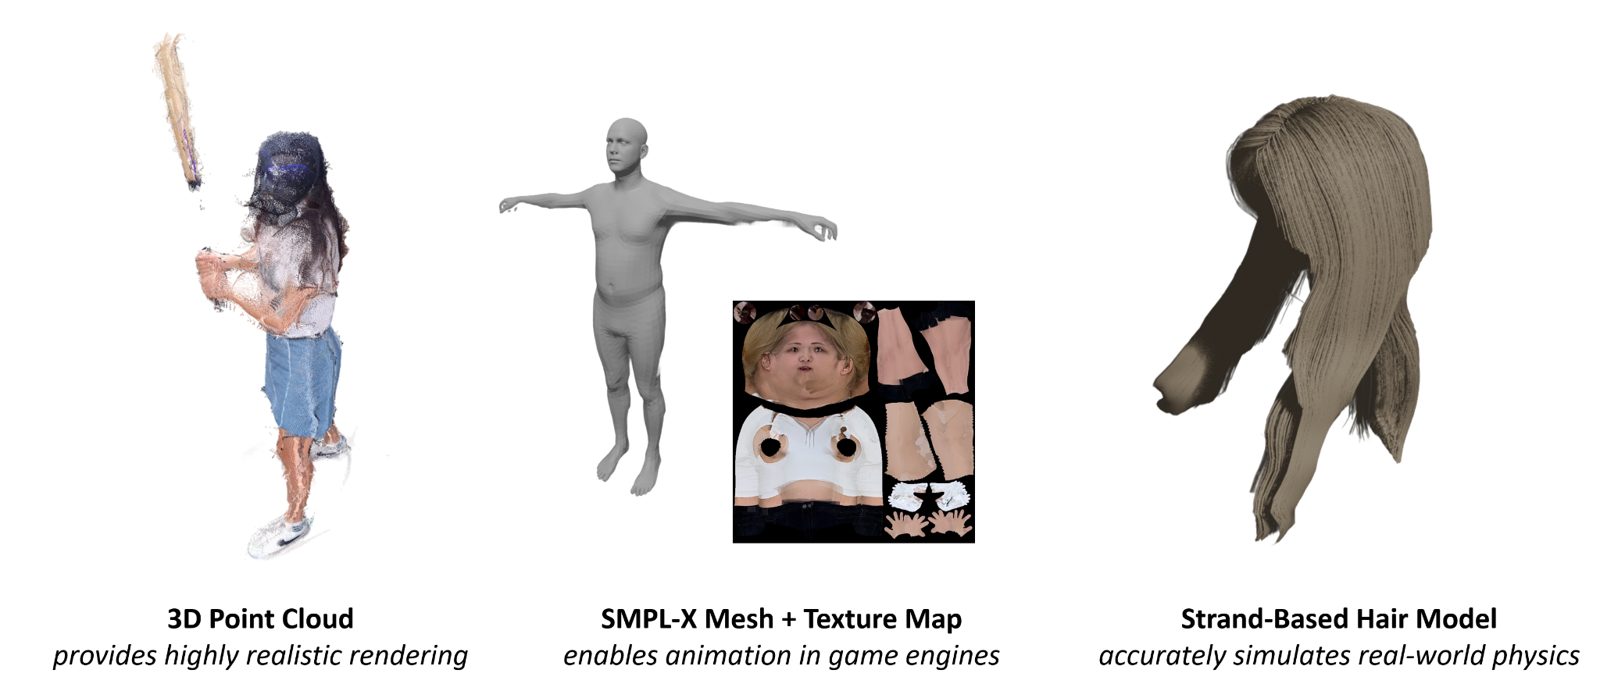 3D Point Cloud
provides highly realistic rendering
SMPL-X Mesh + Texture Map
enables animation in game engines
Strand-Based Hair Model
accurately simulates real-world physics